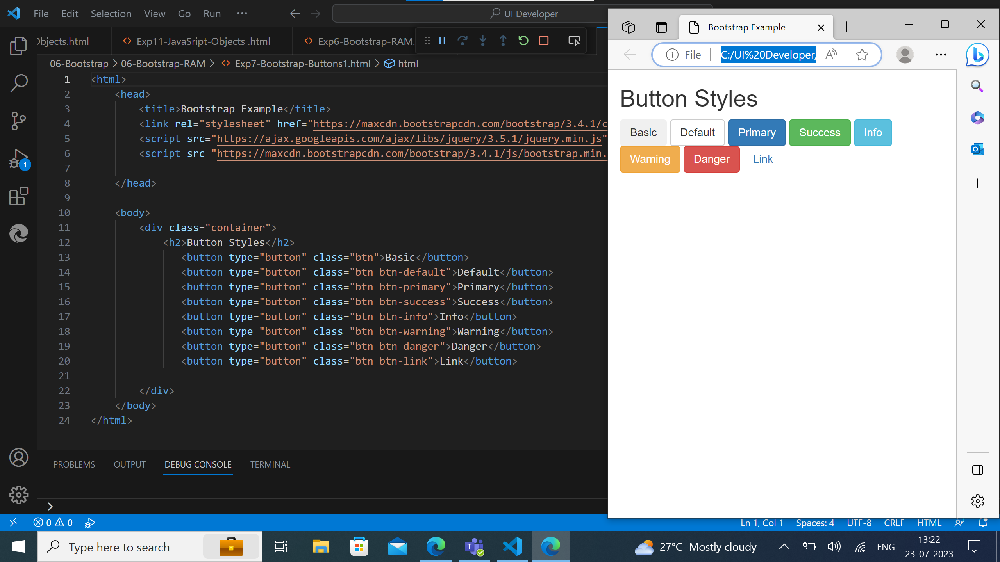 File Edit Selection View Go Run ...
UI Developer
Objects.html
Exp11-JavaSript-Objects .html
Exp6-Bootstrap-RAM.
06-Bootstrap > 06-Bootstrap-RAM > Exp7-Bootstrap-Buttons1.html > html
1 <html>
2 <head>
3 <title>Bootstrap Example</title>
4 <link rel="stylesheet" href="https://maxcdn.bootstrapcdn.com/bootstrap/3.4.1/c
5 <script src="https://ajax.googleapis.com/ajax/libs/jquery/3.5.1/jquery.min.js"
6 <script src="https://maxcdn.bootstrapcdn.com/bootstrap/3.4.1/js/bootstrap.min.
7
8 </head>
9
10 <body>
11 <div class="container">
12 <h2>Button Styles</h2>
13 <button type="button" class="btn">Basic</button>
14 <button type="button" class="btn btn-default">Default</button>
15 <button type="button" class="btn btn-primary">Primary</button>
16 <button type="button" class="btn btn-success">Success</button>
17 <button type="button" class="btn btn-info">Info</button>
18 <button type="button" class="btn btn-warning">Warning</button>
19 <button type="button" class="btn btn-danger">Danger</button>
20 <button type="button" class="btn btn-link">Link</button>
21
22 </div>
23 </body>
24 </html>
1
PROBLEMS OUTPUT DEBUG CONSOLE TERMINAL
>
0 0
Ln 1, Col 1 Spaces: 4 UTF-8 CRLF HTML
Bootstrap Example
File C:/UI%20Developer/
Button Styles
Basic Default Primary Success Info
Warning Danger Link
Type here to search
27°C Mostly cloudy
ENG
13:22
23-07-2023